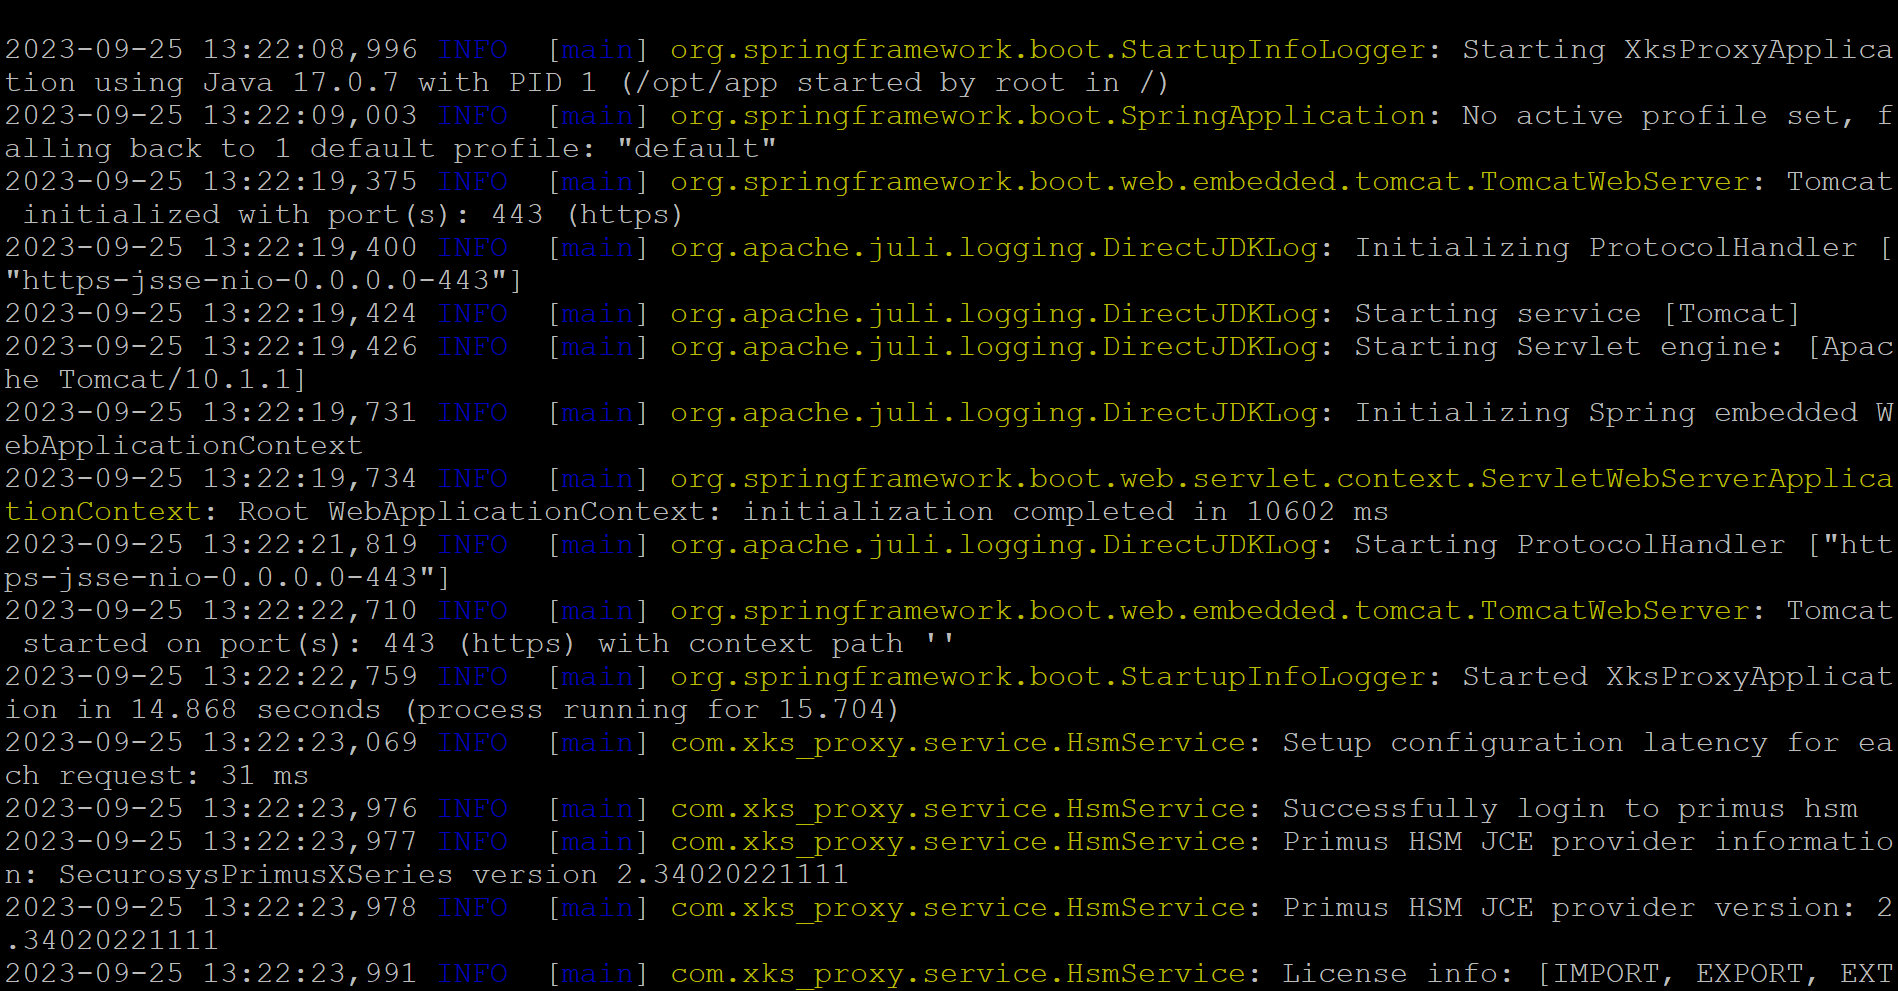 2023-09-25 13:22:08,996 INFO  [main] org.springframework.boot.StartupInfoLogger: Starting XksProxyApplica
tion using Java 17.0.7 with PID 1 (/opt/app started by root in /)
2023-09-25 13:22:09,003 INFO  [main] org.springframework.boot.SpringApplication: No active profile set, f
alling back to 1 default profile: "default"
2023-09-25 13:22:19,375 INFO  [main] org.springframework.boot.web.embedded.tomcat.TomcatWebServer: Tomcat
 initialized with port(s): 443 (https)
2023-09-25 13:22:19,400 INFO  [main] org.apache.juli.logging.DirectJDKLog: Initializing ProtocolHandler [
"https-jsse-nio-0.0.0.0-443"]
2023-09-25 13:22:19,424 INFO  [main] org.apache.juli.logging.DirectJDKLog: Starting service [Tomcat]
2023-09-25 13:22:19,426 INFO  [main] org.apache.juli.logging.DirectJDKLog: Starting Servlet engine: [Apac
he Tomcat/10.1.1]
2023-09-25 13:22:19,731 INFO  [main] org.apache.juli.logging.DirectJDKLog: Initializing Spring embedded W
ebApplicationContext
2023-09-25 13:22:19,734 INFO  [main] org.springframework.boot.web.servlet.context.ServletWebServerApplica
tionContext: Root WebApplicationContext: initialization completed in 10602 ms
2023-09-25 13:22:21,819 INFO  [main] org.apache.juli.logging.DirectJDKLog: Starting ProtocolHandler ["htt
ps-jsse-nio-0.0.0.0-443"]
2023-09-25 13:22:22,710 INFO  [main] org.springframework.boot.web.embedded.tomcat.TomcatWebServer: Tomcat
 started on port(s): 443 (https) with context path ''
2023-09-25 13:22:22,759 INFO  [main] org.springframework.boot.StartupInfoLogger: Started XksProxyApplicat
ion in 14.868 seconds (process running for 15.704)
2023-09-25 13:22:23,069 INFO  [main] com.xks_proxy.service.HsmService: Setup configuration latency for ea
ch request: 31 ms
2023-09-25 13:22:23,976 INFO  [main] com.xks_proxy.service.HsmService: Successfully login to primus hsm
2023-09-25 13:22:23,977 INFO  [main] com.xks_proxy.service.HsmService: Primus HSM JCE provider informatio
n: SecurosysPrimusXSeries version 2.34020221111
2023-09-25 13:22:23,978 INFO  [main] com.xks_proxy.service.HsmService: Primus HSM JCE provider version: 2
.34020221111
2023-09-25 13:22:23,991 INFO  [main] com.xks_proxy.service.HsmService: License info: [IMPORT, EXPORT, EXT